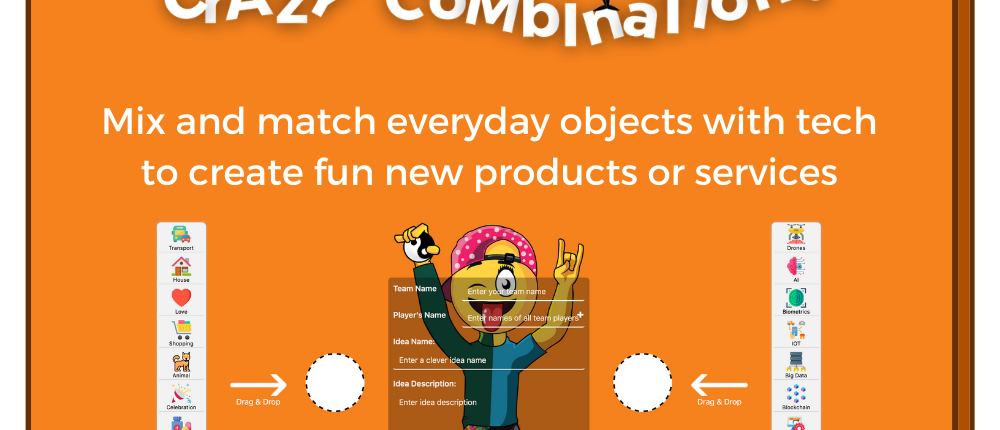 CRAZY COMBINATIONS
Mix and match everyday objects with tech
to create fun new products or services
Transport
House
Love
Shopping
Animal
Celebration
Drag & Drop
Team Name
Enter your team name
Player's Name
Enter names of all team players
+
Idea Name:
Enter a clever idea name
Idea Description:
Enter idea description
Drag & Drop
Drones
AI
Biometrics
IOT
Big Data
Blockchain